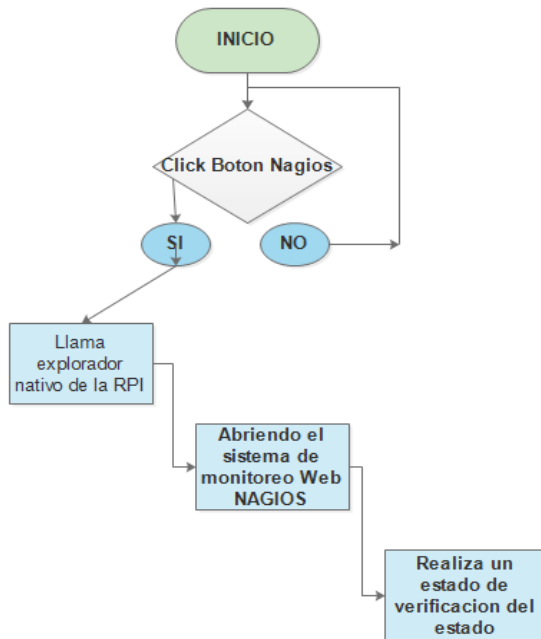 INICIO
Click Boton Nagios
SI
NO
Llama
explorador
nativo de la RPI
Abriendo el
sistema de
monitoreo Web
NAGIOS
Realiza un
estado de
verificacion del
estado